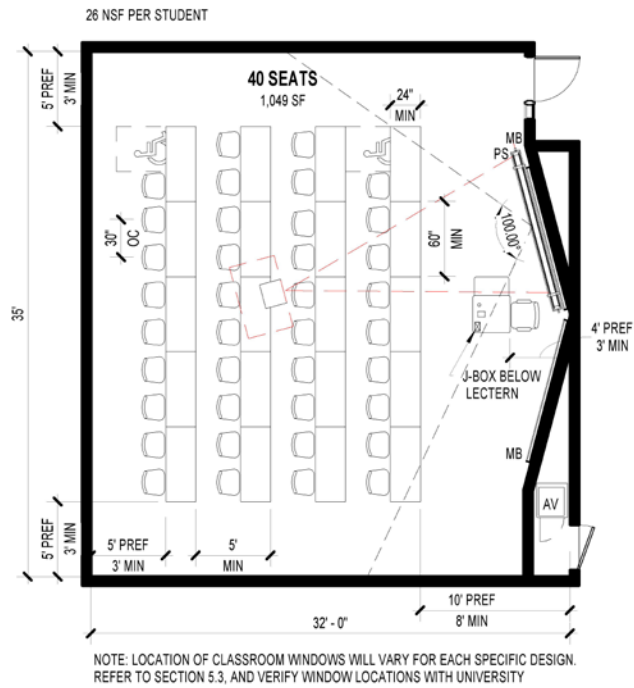 26 NSF PER STUDENT
5' PREF
3' MIN
40 SEATS
1,049 SF
24"
MIN
MB
PS
30"
OC
60"
MIN
100.00°
35'
4' PREF
3' MIN
J-BOX BELOW
LECTERN
MB
AV
5' PREF
3' MIN
5' PREF
3' MIN
5'
MIN
10' PREF
8' MIN
32' - 0"
NOTE: LOCATION OF CLASSROOM WINDOWS WILL VARY FOR EACH SPECIFIC DESIGN.
REFER TO SECTION 5.3, AND VERIFY WINDOW LOCATIONS WITH UNIVERSITY